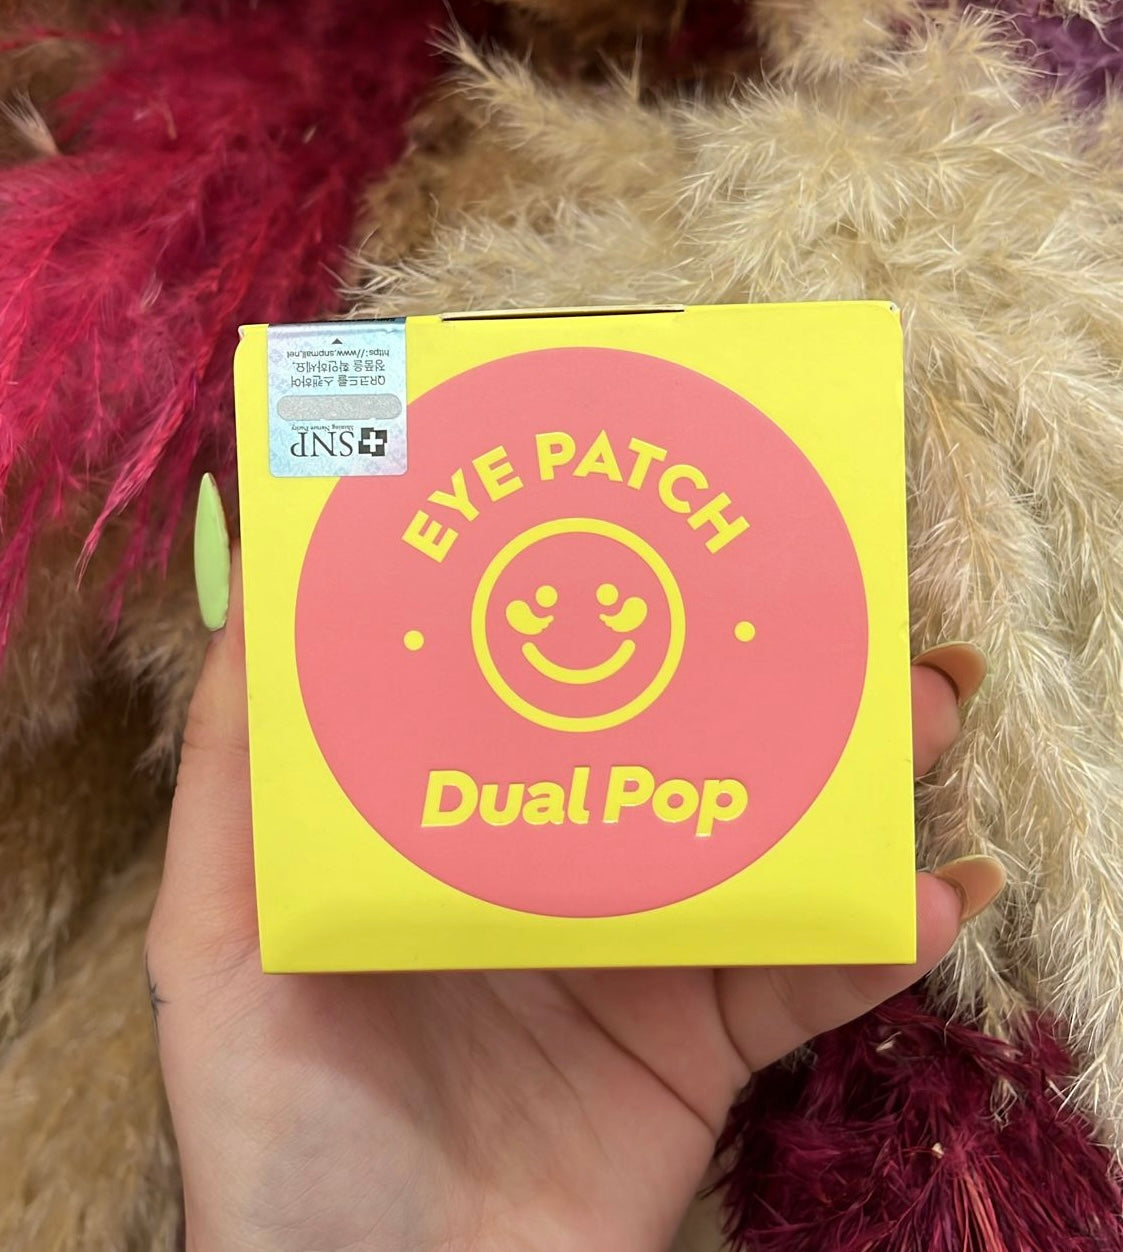 https://www.snpmall.net
정품을 확인하세요.
QR코드를 스캔하여
Shining Nature Purity.
SNP
EYE PATCH
Dual Pop